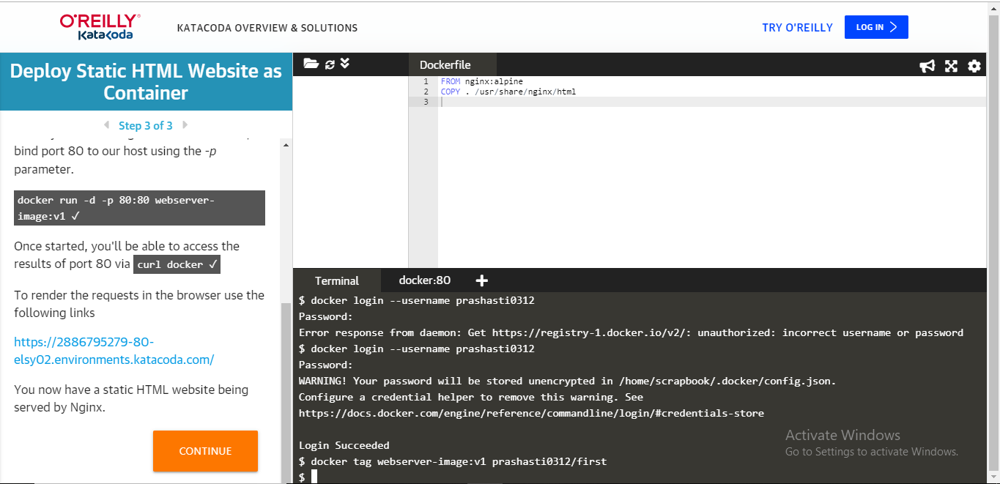 O'REILLY®
Katacoda
KATACODA OVERVIEW & SOLUTIONS
TRY O'REILLY
LOG IN
Deploy Static HTML Website as
Container
Step 3 of 3
bind port 80 to our host using the -p
parameter.
docker run -d -p 80:80 webserver-
image:v1 ✓
Once started, you'll be able to access the
results of port 80 via curl docker ✓
To render the requests in the browser use the
following links
https://2886795279-80-
elsy02.environments.katacoda.com/
You now have a static HTML website being
served by Nginx.
CONTINUE
Dockerfile
1 FROM nginx:alpine
2 COPY . /usr/share/nginx/html
3
Terminal
docker:80
$ docker login --username prashasti0312
Password:
Error response from daemon: Get https://registry-1.docker.io/v2/: unauthorized: incorrect username or password
$ docker login --username prashasti0312
Password:
WARNING! Your password will be stored unencrypted in /home/scrapbook/.docker/config.json.
Configure a credential helper to remove this warning. See
https://docs.docker.com/engine/reference/commandline/login/#credentials-store
Login Succeeded
$ docker tag webserver-image:v1 prashasti0312/first
$
Activate Windows
Go to Settings to activate Windows.